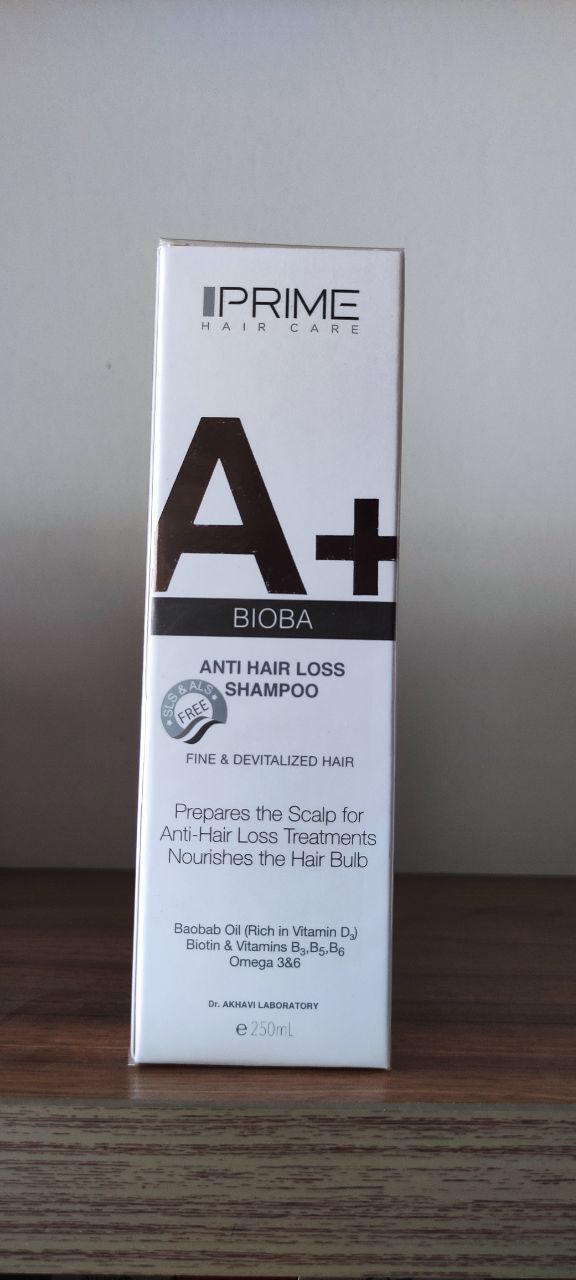 PRIME
HAIR CARE
A+
BIOBA
ANTI HAIR LOSS
SHAMPOO
SLS & ALS
FREE
FINE & DEVITALIZED HAIR
Prepares the Scalp for
Anti-Hair Loss Treatments
Nourishes the Hair Bulb
Baobab Oil (Rich in Vitamin D₃)
Biotin & Vitamins B₃,B₅,B₆
Omega 3&6
Dr. AKHAVI LABORATORY
℮ 250mL